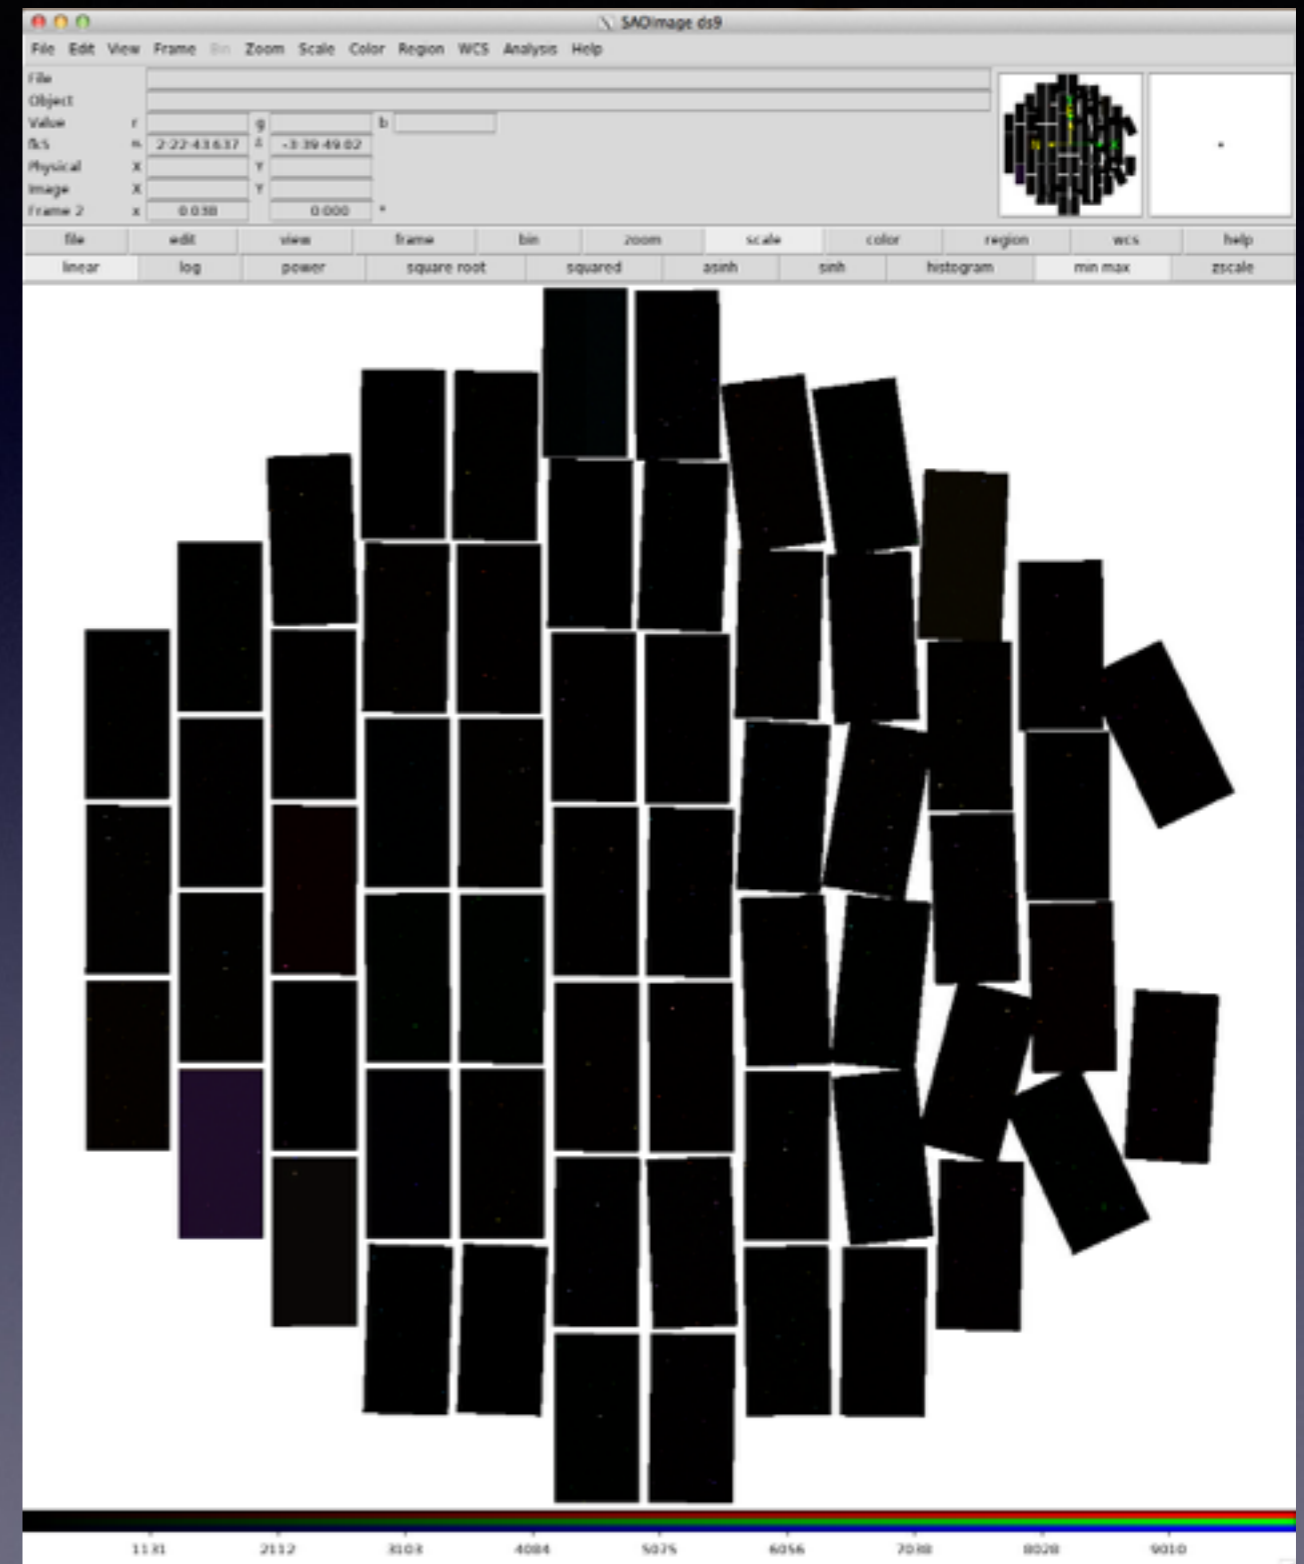 SAOImage ds9
File Edit View Frame Bin Zoom Scale Color Region WCS Analysis Help
File
Object
Value r g b
fk5 α 2:22:43.637 δ -3:39:49.02
Physical X Y
Image X Y
Frame 2 x 0.038 0.000 °
file edit view frame bin zoom scale color region wcs help
linear log power square root squared asinh sinh histogram min max zscale
1131 2112 3103 4084 5075 6056 7038 8028 9010